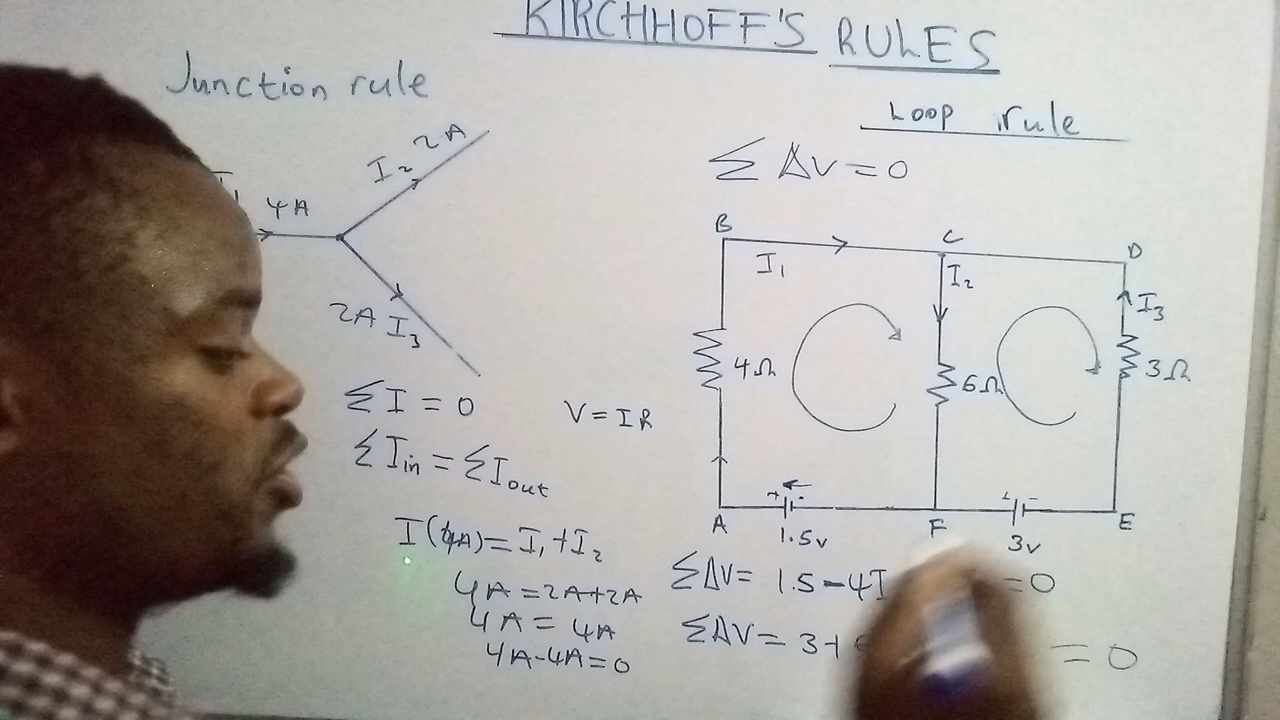 KIRCHHOFF'S RULES
Junction rule
I₁
4A
I₂ 2A
2A I₃
ΣI = 0
ΣIin = ΣIout
I(4A) = I₁ + I₂
4A = 2A+2A
4A = 4A
4A-4A=0
V = IR
Loop rule
Σ ΔV = 0
B
C
D
I₁
I₂
I₃
4Ω
6Ω
3Ω
+ -
+ -
A
F
E
1.5v
3v
ΣΔV = 1.5 - 4I =0
ΣΔV = 3+ = 0